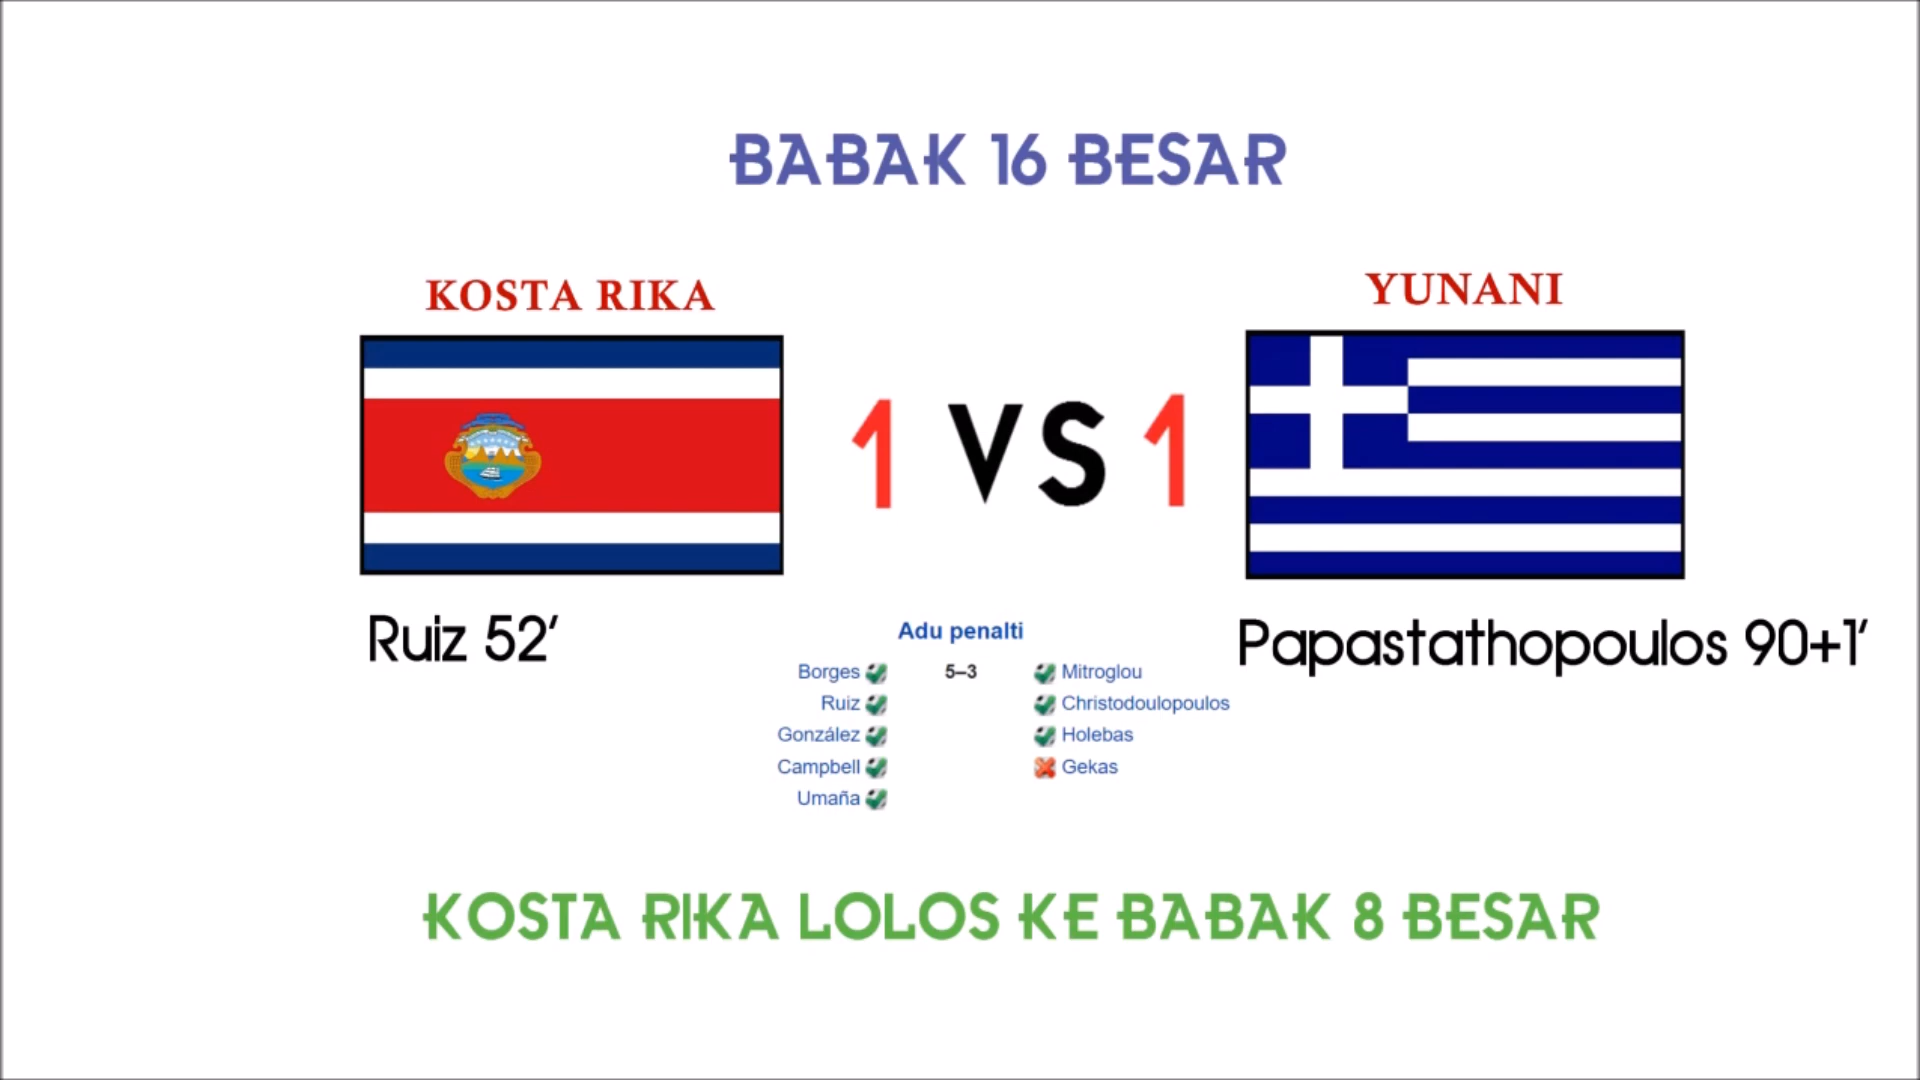 BABAK 16 BESAR
KOSTA RIKA
YUNANI
1 VS 1
Ruiz 52'
Papastathopoulos 90+1'
Adu penalti
Borges 5–3 Mitroglou
Ruiz Christodoulopoulos
González Holebas
Campbell Gekas
Umaña
KOSTA RIKA LOLOS KE BABAK 8 BESAR